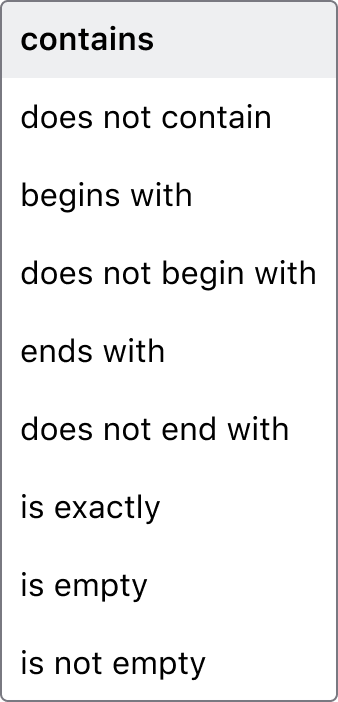 contains
does not contain
begins with
does not begin with
ends with
does not end with
is exactly
is empty
is not empty